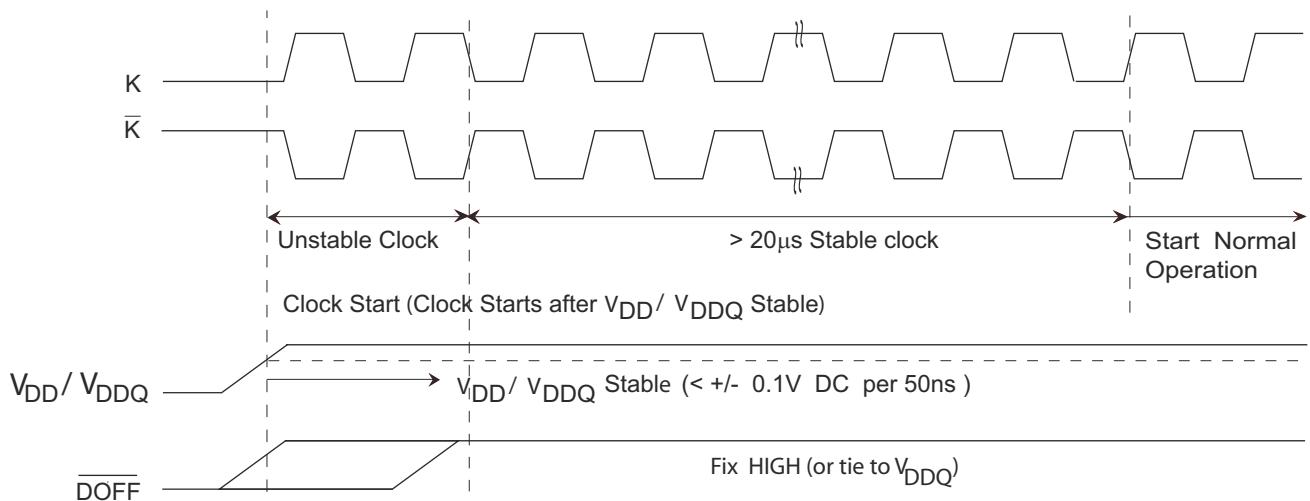 K
K
Unstable Clock
> 20μs Stable clock
Start Normal
Operation
Clock Start (Clock Starts after VDD / VDDQ Stable)
VDD / VDDQ
VDD / VDDQ Stable (< +/- 0.1V DC per 50ns )
DOFF
Fix HIGH (or tie to VDDQ)